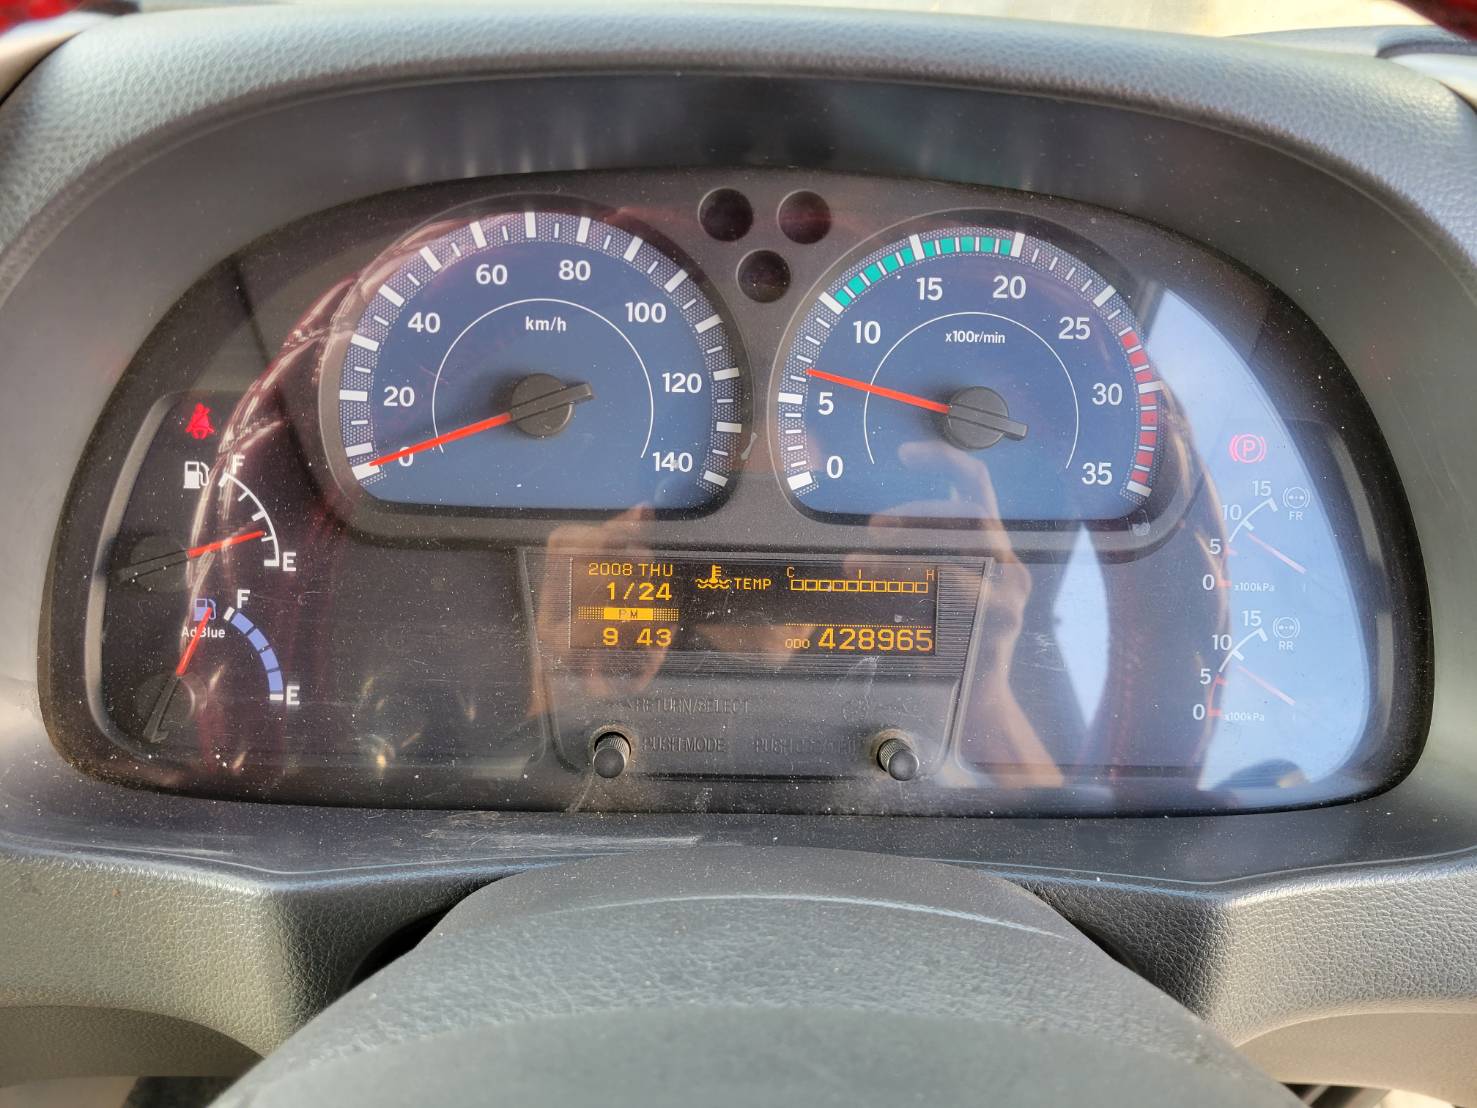 km/h
0
20
40
60
80
100
120
140
x100r/min
0
5
10
15
20
25
30
35
F
E
F
AdBlue
E
2008 THU
1/24
PM
9 43
TEMP
C H
ODO 428965
RETURN/SELECT
PUSH MODE
P
15
10
5
0
x100kPa
FR
15
10
5
0
x100kPa
RR